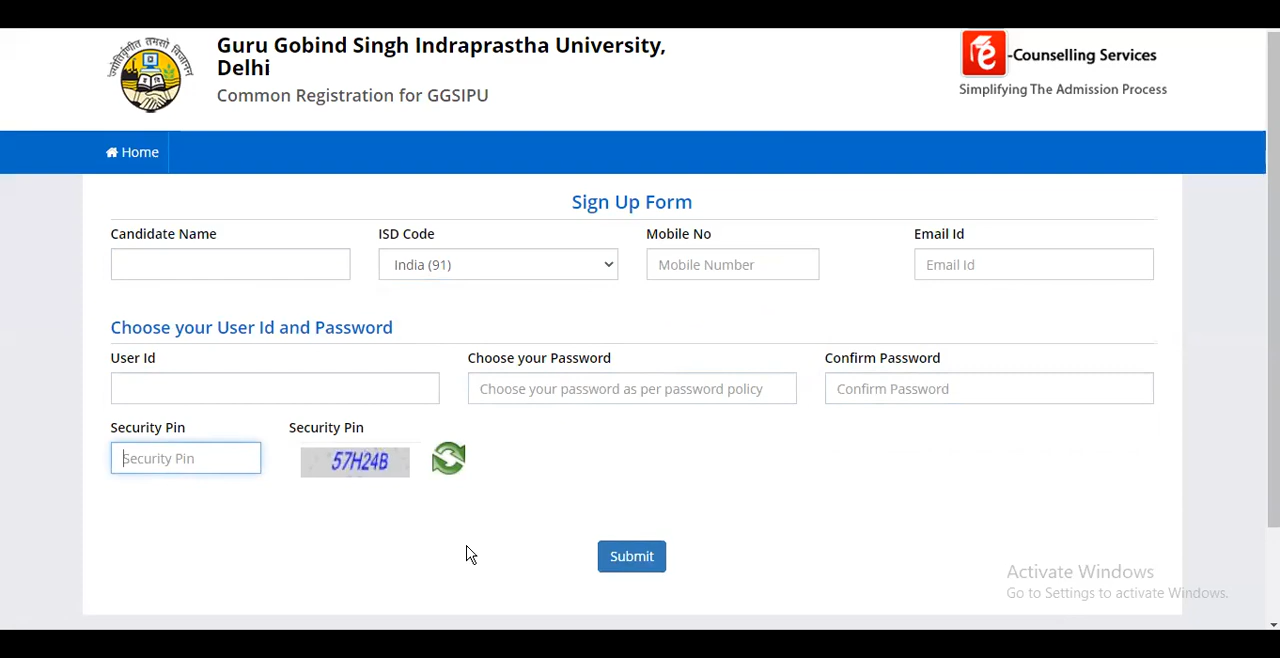 Guru Gobind Singh Indraprastha University,
Delhi
Common Registration for GGSIPU
ज्योतिर्वृणीत तमसो विजानन
e-Counselling Services
Simplifying The Admission Process
Home
Sign Up Form
Candidate Name
ISD Code
Mobile No
Email Id
India (91)
Mobile Number
Email Id
Choose your User Id and Password
User Id
Choose your Password
Confirm Password
Choose your password as per password policy
Confirm Password
Security Pin
Security Pin
Security Pin
57H24B
Submit
Activate Windows
Go to Settings to activate Windows.